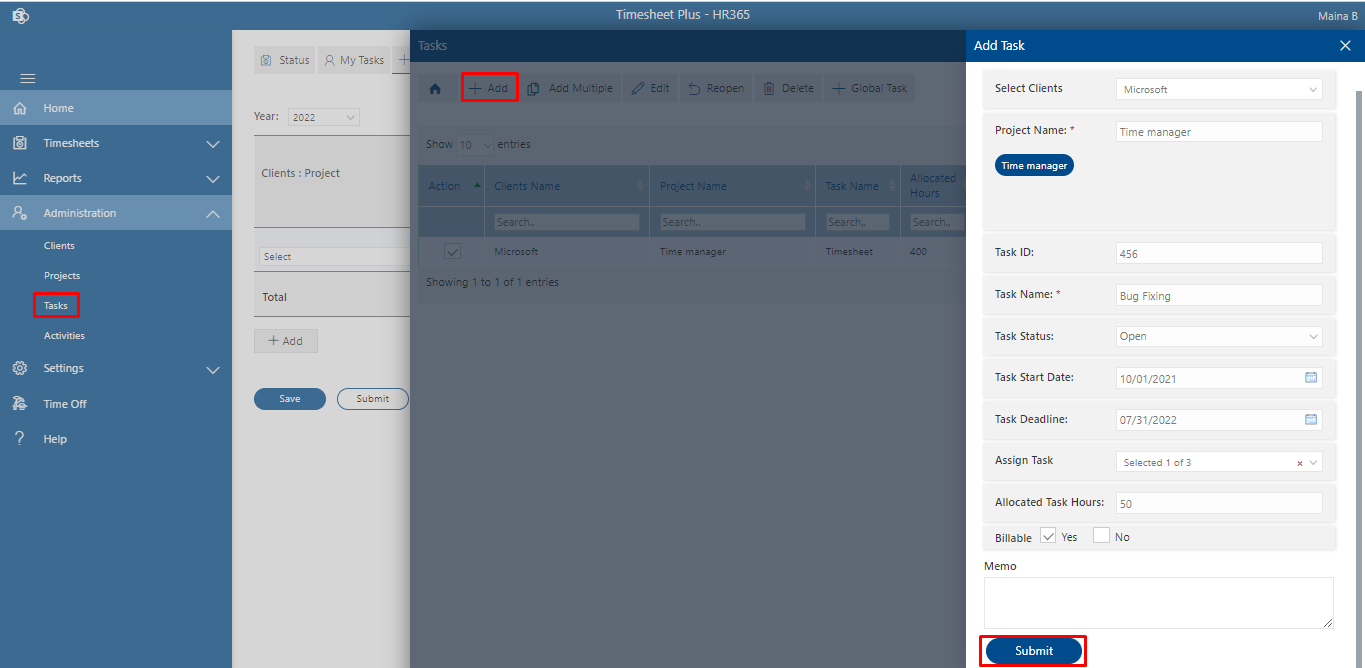 Timesheet Plus - HR365
Maina B
Home
Timesheets
Reports
Administration
Clients
Projects
Tasks
Activities
Settings
Time Off
Help
Status
My Tasks
Year:
2022
Clients : Project
Select
Total
Add
Save
Submit
Tasks
Add
Add Multiple
Edit
Reopen
Delete
Global Task
Show 10 entries
Action
Clients Name
Project Name
Task Name
Allocated
Hours
Search..
Search..
Search..
Search..
Microsoft
Time manager
Timesheet
400
Showing 1 to 1 of 1 entries
Add Task
Select Clients
Microsoft
Project Name: *
Time manager
Time manager
Task ID:
456
Task Name: *
Bug Fixing
Task Status:
Open
Task Start Date:
10/01/2021
Task Deadline:
07/31/2022
Assign Task
Selected 1 of 3
Allocated Task Hours:
50
Billable
Yes
No
Memo
Submit